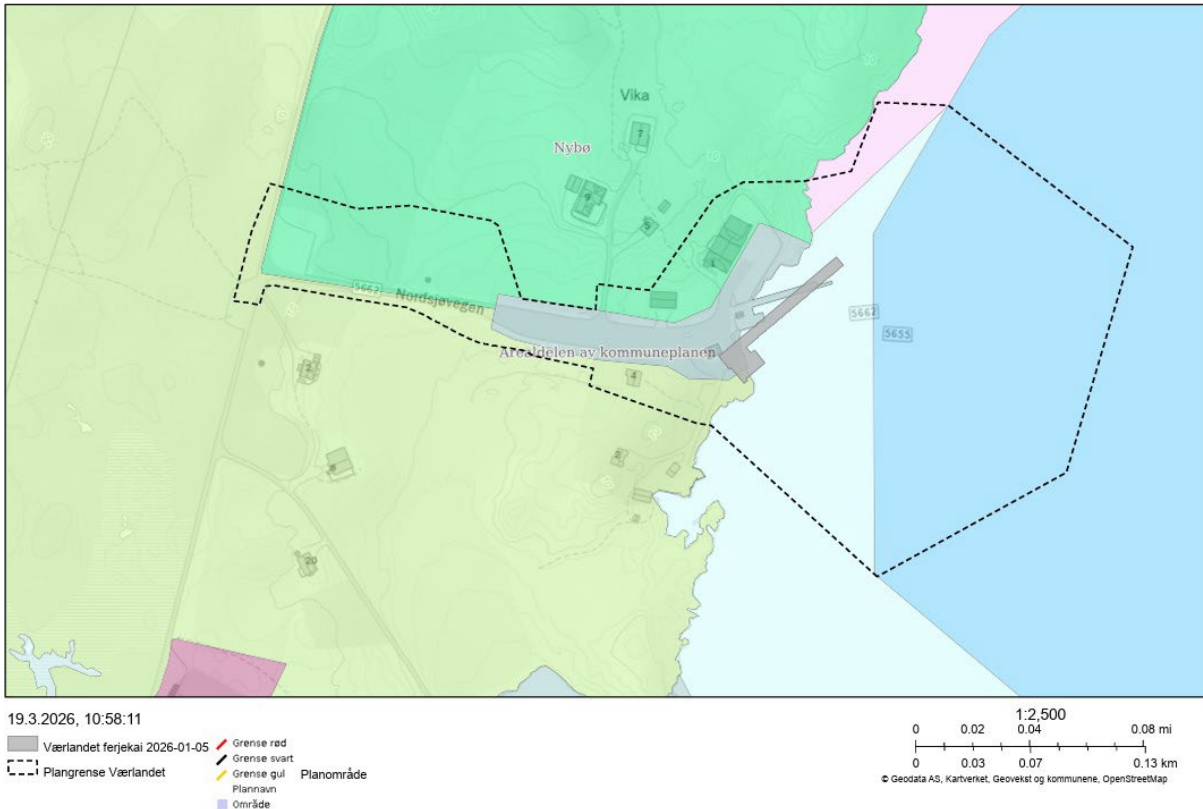 Vika
7
Nybø
9
5
1
5662
Nordsjøvegen
5662
5655
Arealdelen av kommuneplanen
4
2
20
10
19.3.2026, 10:58:11
Værlandet ferjekai 2026-01-05
Plangrense Værlandet
Grense rød
Grense svart
Grense gul
Plannavn
Område
Planområde
1:2,500
0 0.02 0.04 0.08 mi
0 0.03 0.07 0.13 km
© Geodata AS, Kartverket, Geovekst og kommunene, OpenStreetMap